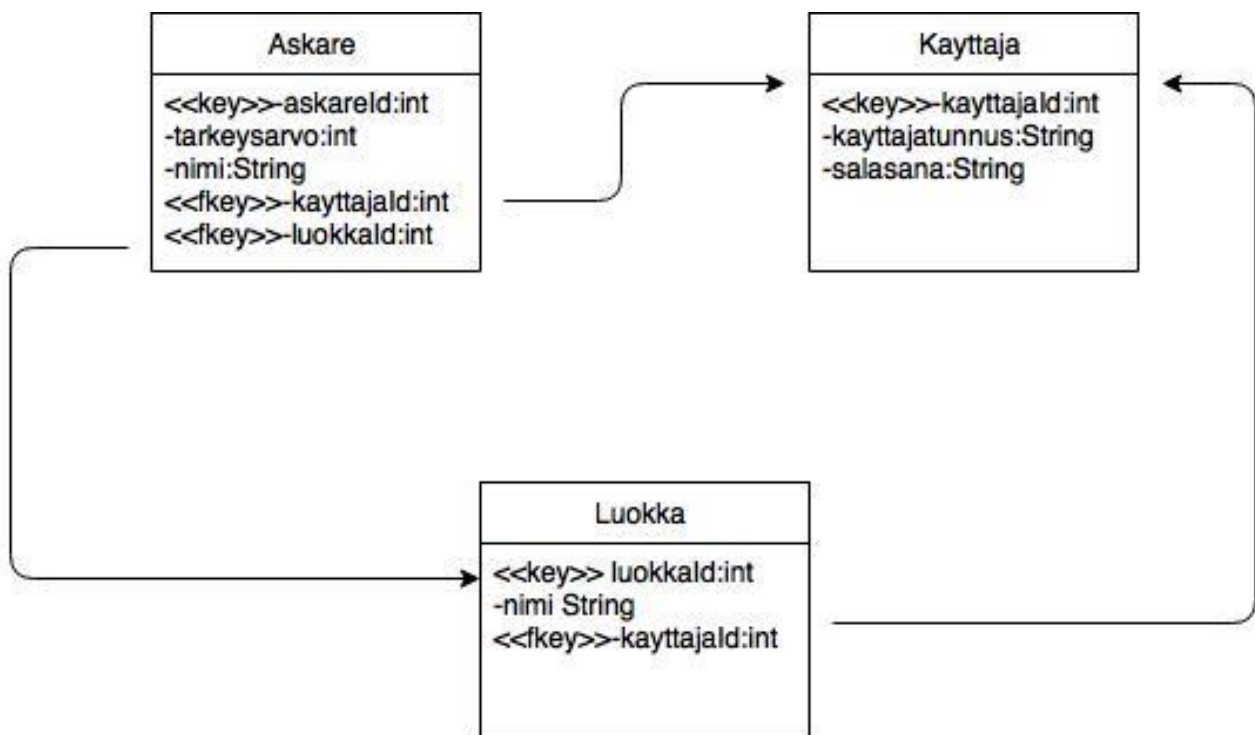 Askare
<<key>>-askareId:int
-tarkeysarvo:int
-nimi:String
<<fkey>>-kayttajaId:int
<<fkey>>-luokkaId:int
Kayttaja
<<key>>-kayttajaId:int
-kayttajatunnus:String
-salasana:String
Luokka
<<key>> luokkaId:int
-nimi String
<<fkey>>-kayttajaId:int